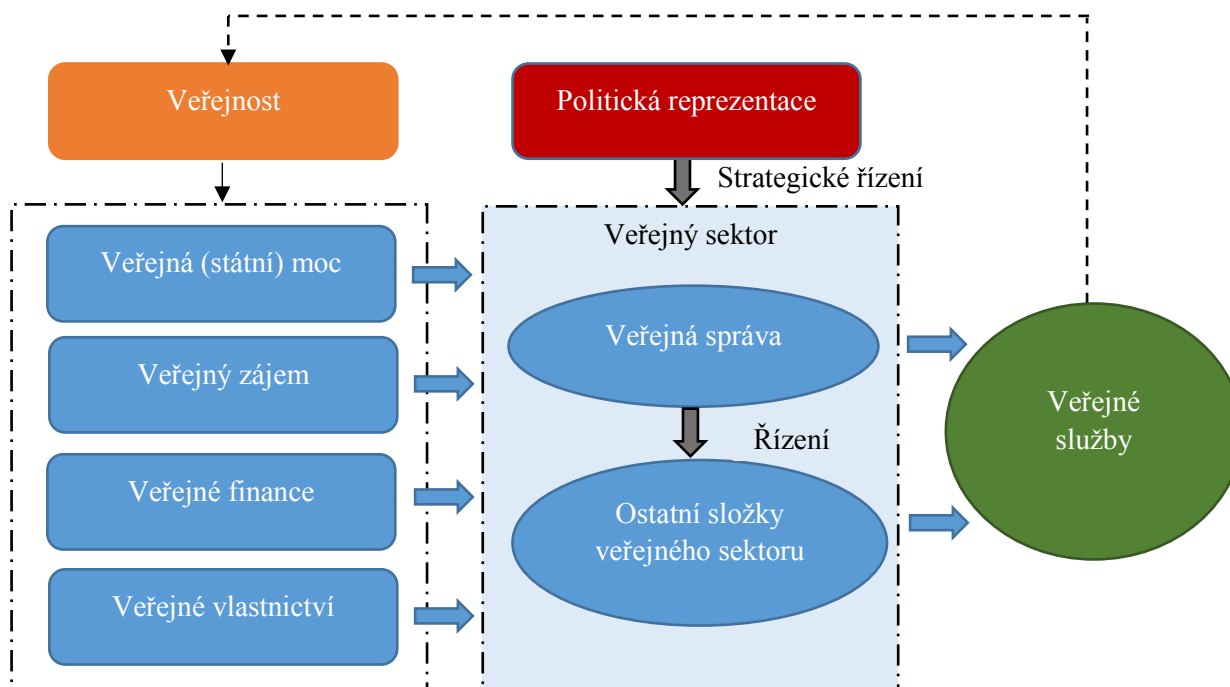 Veřejnost
Politická reprezentace
Strategické řízení
Veřejná (státní) moc
Veřejný zájem
Veřejné finance
Veřejné vlastnictví
Veřejný sektor
Veřejná správa
Řízení
Ostatní složky
veřejného sektoru
Veřejné
služby